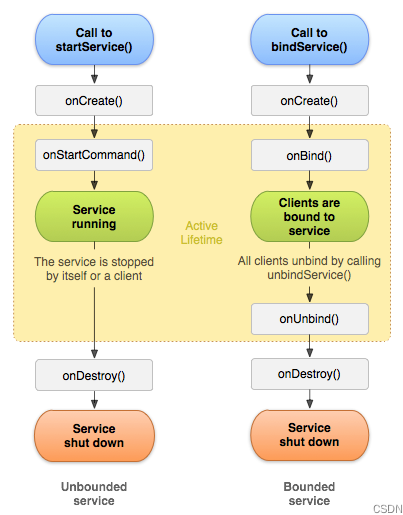 Call to
startService()
onCreate()
onStartCommand()
Service
running
The service is stopped
by itself or a client
onDestroy()
Service
shut down
Unbounded
service
Active
Lifetime
Call to
bindService()
onCreate()
onBind()
Clients are
bound to
service
All clients unbind by calling
unbindService()
onUnbind()
onDestroy()
Service
shut down
Bounded
service
CSDN